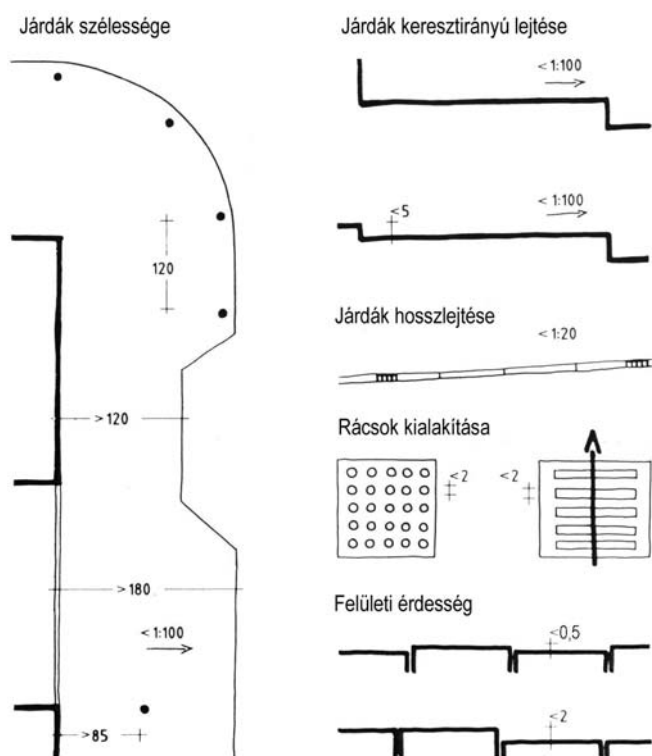 Járdák szélessége
120
>120
>180
<1:100
>85
Járdák keresztirányú lejtése
<1:100
<5
<1:100
Járdák hosszlejtése
<1:20
Rácsok kialakítása
<2
<2
Felületi érdesség
<0,5
<2